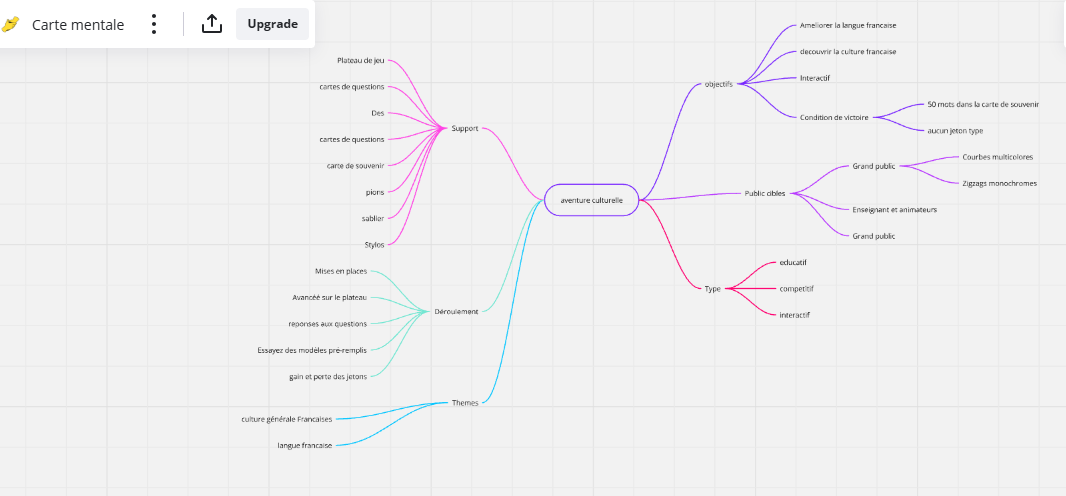 Carte mentale
Upgrade
Plateau de jeu
cartes de questions
Des
cartes de questions
carte de souvenir
pions
sablier
Stylos
Support
Mises en places
Avancéé sur le plateau
reponses aux questions
Essayez des modèles pré-remplis
gain et perte des jetons
Déroulement
culture générale Francaises
langue francaise
Themes
aventure culturelle
objectifs
Ameliorer la langue francaise
decouvrir la culture francaise
Interactif
Condition de victoire
50 mots dans la carte de souvenir
aucun jeton type
Public cibles
Grand public
Courbes multicolores
Zigzags monochromes
Enseignant et animateurs
Grand public
Type
educatif
competitif
interactif